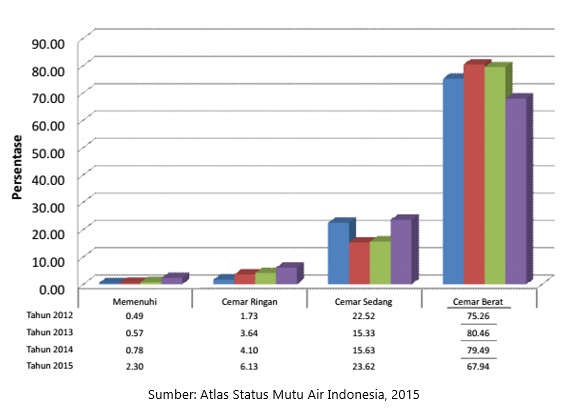 90.00
80.00
70.00
60.00
50.00
40.00
30.00
20.00
10.00
0.00
Persentase
Memenuhi Cemar Ringan Cemar Sedang Cemar Berat
Tahun 2012 0.49 1.73 22.52 75.26
Tahun 2013 0.57 3.64 15.33 80.46
Tahun 2014 0.78 4.10 15.63 79.49
Tahun 2015 2.30 6.13 23.62 67.94
Sumber: Atlas Status Mutu Air Indonesia, 2015